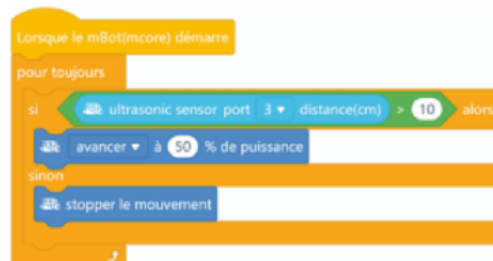 Lorsque le mBot(mcore) démarre
pour toujours
si ultrasonic sensor port 3 distance(cm) > 10 alors
avancer à 50 % de puissance
sinon
stopper le mouvement